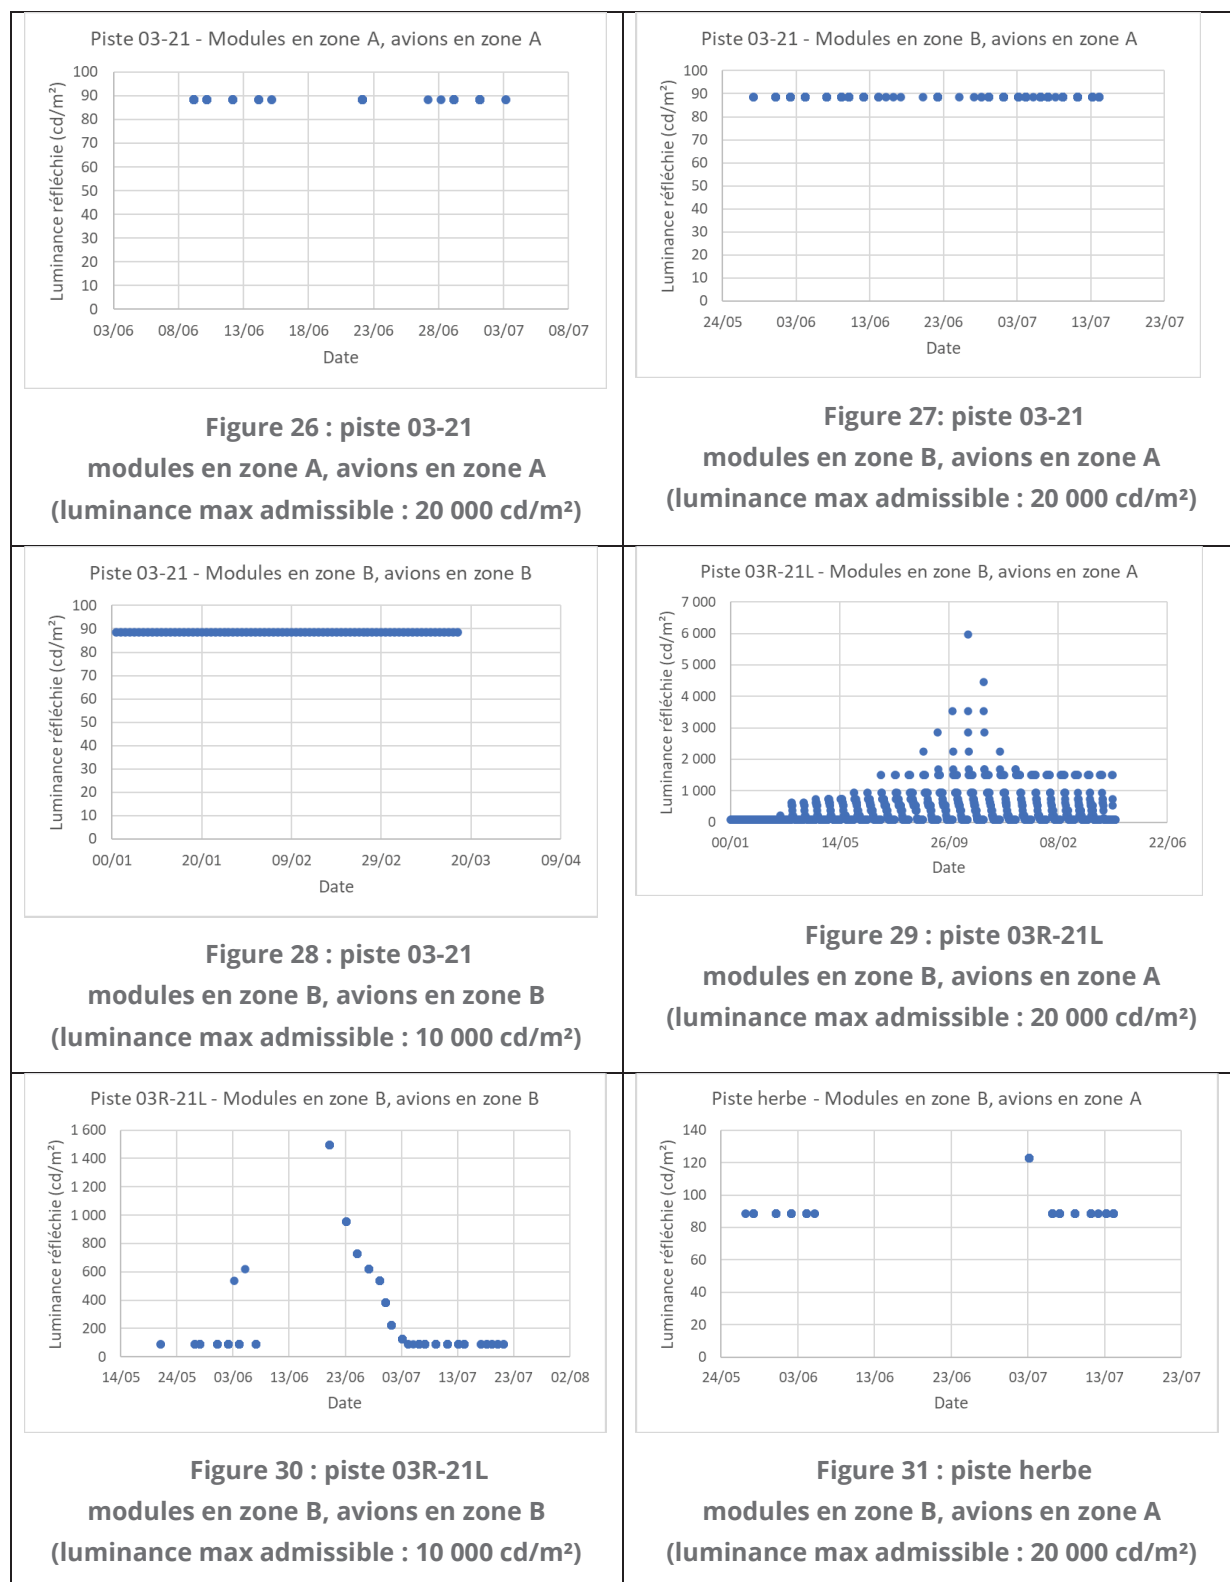 Piste 03-21 - Modules en zone A, avions en zone A
Luminance réfléchie (cd/m²)
100
90
80
70
60
50
40
30
20
10
0
03/06 08/06 13/06 18/06 23/06 28/06 03/07 08/07
Date
Figure 26 : piste 03-21
modules en zone A, avions en zone A
(luminance max admissible : 20 000 cd/m²)
Piste 03-21 - Modules en zone B, avions en zone A
Luminance réfléchie (cd/m²)
100
90
80
70
60
50
40
30
20
10
0
24/05 03/06 13/06 23/06 03/07 13/07 23/07
Date
Figure 27: piste 03-21
modules en zone B, avions en zone A
(luminance max admissible : 20 000 cd/m²)
Piste 03-21 - Modules en zone B, avions en zone B
Luminance réfléchie (cd/m²)
100
90
80
70
60
50
40
30
20
10
0
00/01 20/01 09/02 29/02 20/03 09/04
Date
Figure 28 : piste 03-21
modules en zone B, avions en zone B
(luminance max admissible : 10 000 cd/m²)
Piste 03R-21L - Modules en zone B, avions en zone A
Luminance réfléchie (cd/m²)
7 000
6 000
5 000
4 000
3 000
2 000
1 000
0
00/01 14/05 26/09 08/02 22/06
Date
Figure 29 : piste 03R-21L
modules en zone B, avions en zone A
(luminance max admissible : 20 000 cd/m²)
Piste 03R-21L - Modules en zone B, avions en zone B
Luminance réfléchie (cd/m²)
1 600
1 400
1 200
1 000
800
600
400
200
0
14/05 24/05 03/06 13/06 23/06 03/07 13/07 23/07 02/08
Date
Figure 30 : piste 03R-21L
modules en zone B, avions en zone B
(luminance max admissible : 10 000 cd/m²)
Piste herbe - Modules en zone B, avions en zone A
Luminance réfléchie (cd/m²)
140
120
100
80
60
40
20
0
24/05 03/06 13/06 23/06 03/07 13/07 23/07
Date
Figure 31 : piste herbe
modules en zone B, avions en zone A
(luminance max admissible : 20 000 cd/m²)